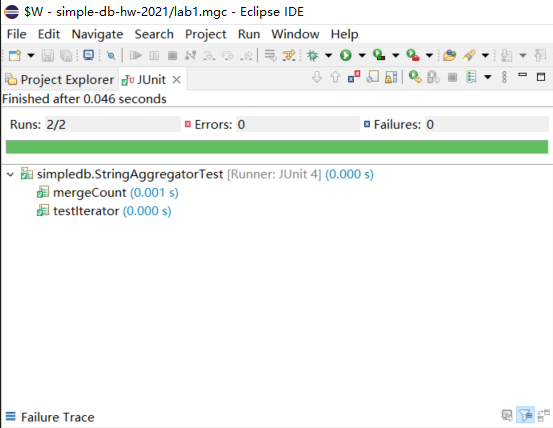 $W - simple-db-hw-2021/lab1.mgc - Eclipse IDE
File Edit Navigate Search Project Run Window Help
Project Explorer JUnit
Finished after 0.046 seconds
Runs: 2/2 Errors: 0 Failures: 0
simpledb.StringAggregatorTest [Runner: JUnit 4] (0.000 s)
mergeCount (0.001 s)
testIterator (0.000 s)
Failure Trace